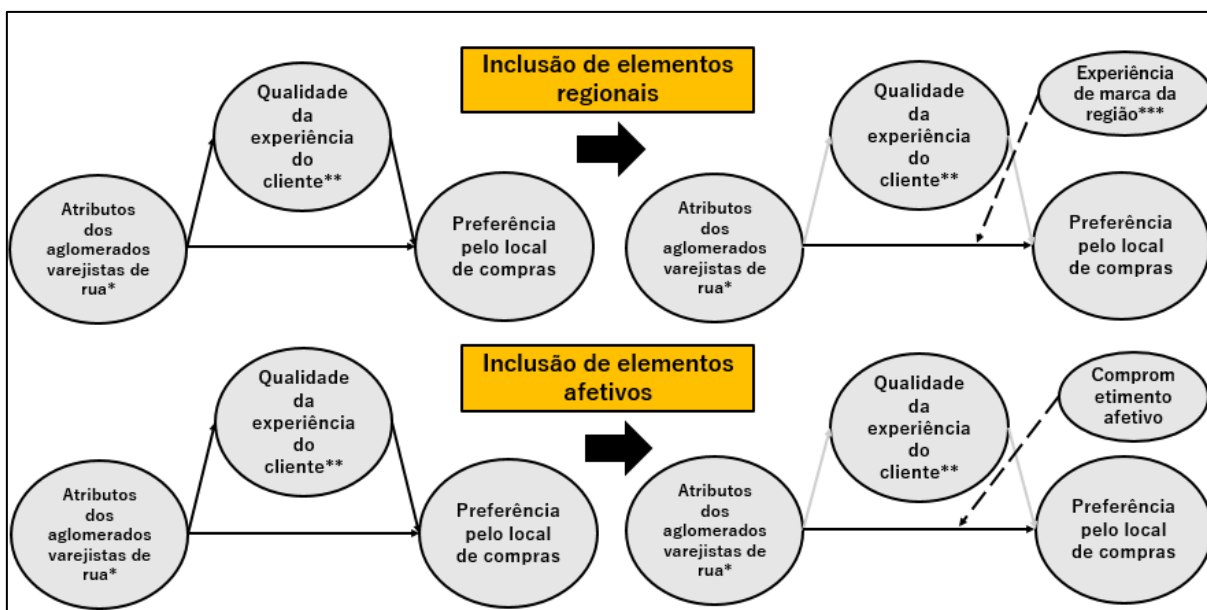 Qualidade
da
experiência
do
cliente**
Atributos
dos
aglomerados
varejistas de
rua*
Preferência
pelo local
de compras
Inclusão de elementos
regionais
Qualidade
da
experiência
do
cliente**
Experiência
de marca da
região***
Atributos
dos
aglomerados
varejistas de
rua*
Preferência
pelo local
de compras
Qualidade
da
experiência
do
cliente**
Atributos
dos
aglomerados
varejistas de
rua*
Preferência
pelo local
de compras
Inclusão de elementos
afetivos
Qualidade
da
experiência
do
cliente**
Comprom
etimento
afetivo
Atributos
dos
aglomerados
varejistas de
rua*
Preferência
pelo local
de compras